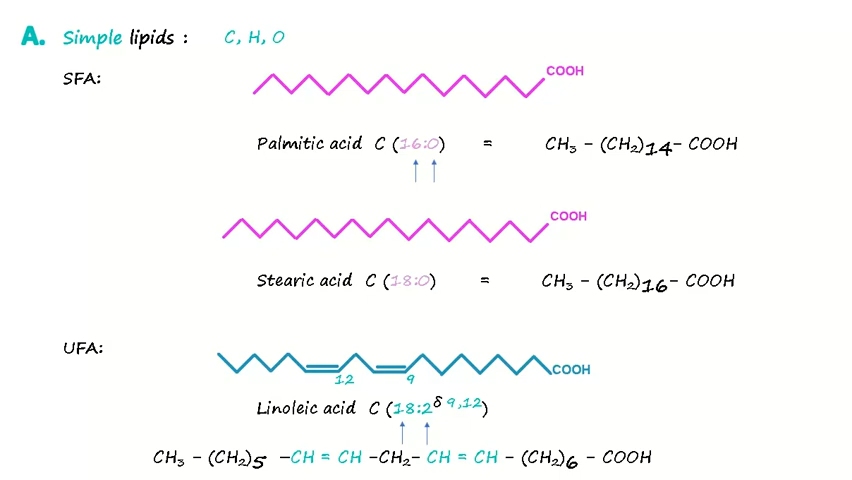 A. Simple lipids : C, H, O
SFA:
COOH
Palmitic acid C (16:0) = CH₃ – (CH₂)14 – COOH
COOH
Stearic acid C (18:0) = CH₃ – (CH₂)16 – COOH
UFA:
COOH
12 9
Linoleic acid C (18:2 δ 9,12)
CH₃ – (CH₂)5 –CH = CH –CH₂– CH = CH – (CH₂)6 – COOH